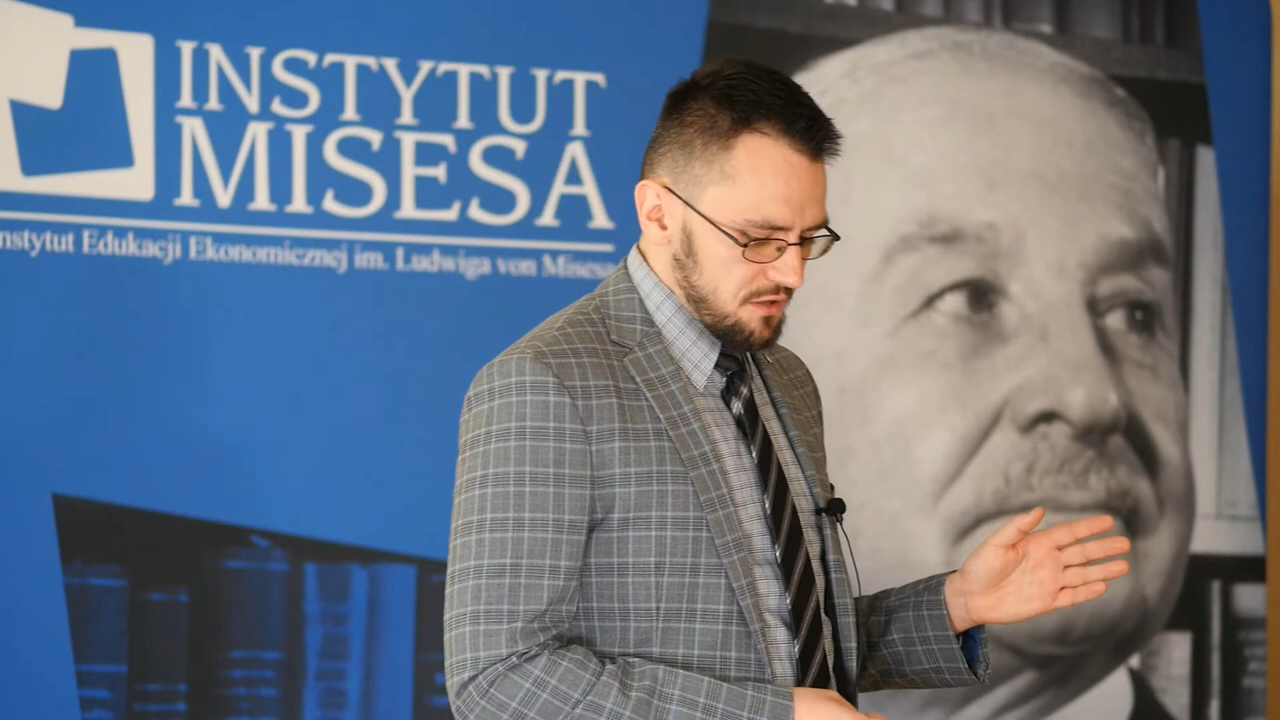 INSTYTUT
MISESA
Instytut Edukacji Ekonomicznej im. Ludwiga von Misesa